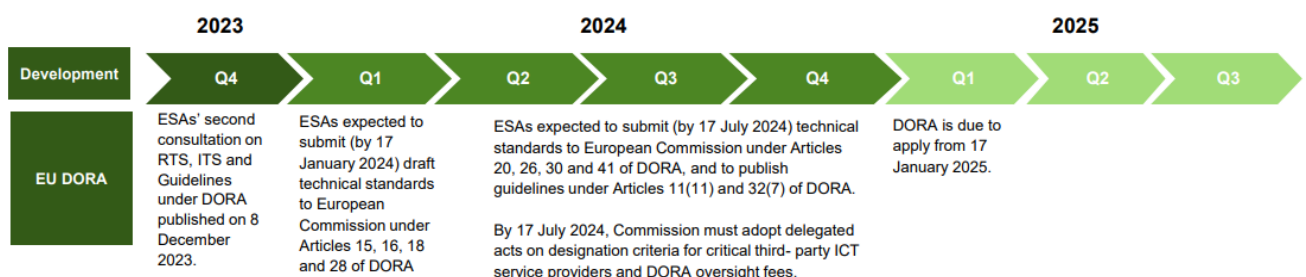 2023
2024
2025
Development
Q4
Q1
Q2
Q3
Q4
Q1
Q2
Q3
EU DORA
ESAs' second
consultation on
RTS, ITS and
Guidelines
under DORA
published on 8
December
2023.
ESAs expected to
submit (by 17
January 2024) draft
technical standards
to European
Commission under
Articles 15, 16, 18
and 28 of DORA
ESAs expected to submit (by 17 July 2024) technical
standards to European Commission under Articles
20, 26, 30 and 41 of DORA, and to publish
guidelines under Articles 11(11) and 32(7) of DORA.
By 17 July 2024, Commission must adopt delegated
acts on designation criteria for critical third- party ICT
service providers and DORA oversight fees.
DORA is due to
apply from 17
January 2025.